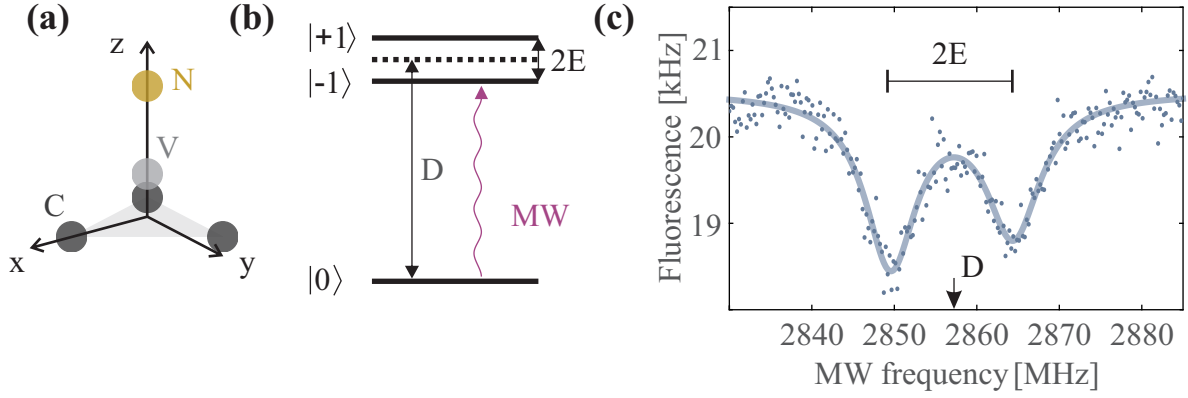 (a)
z
N
V
C
x
y
(b)
|+1⟩
|-1⟩
2E
D
MW
|0⟩
(c)
2E
D
21
20
19
Fluorescence [kHz]
2840 2850 2860 2870 2880
MW frequency [MHz]